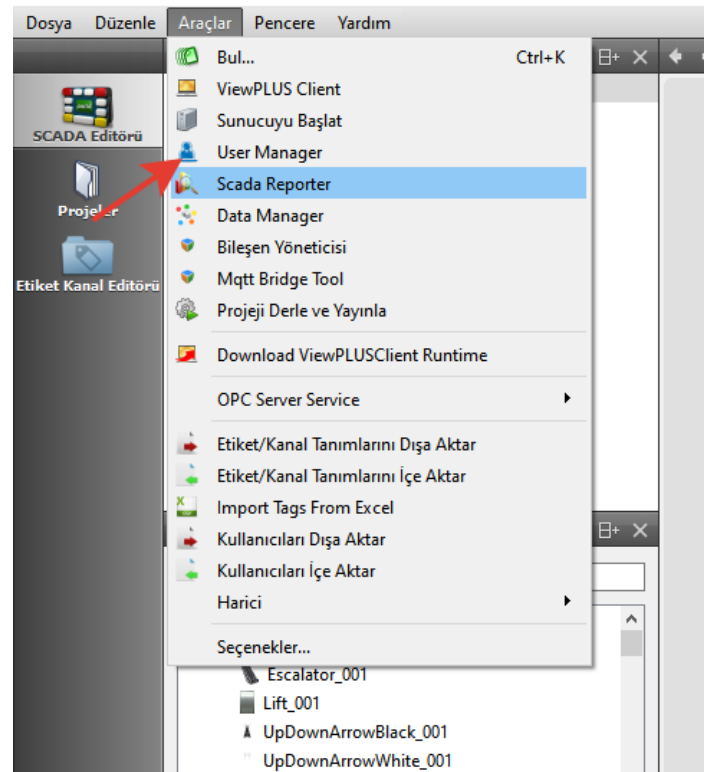 Dosya Düzenle Araçlar Pencere Yardım
Bul... Ctrl+K
ViewPLUS Client
SCADA Editörü
Sunucuyu Başlat
User Manager
Scada Reporter
Projeler
Data Manager
Bileşen Yöneticisi
Mqtt Bridge Tool
Etiket Kanal Editörü
Projeji Derle ve Yayınla
Download ViewPLUSClient Runtime
OPC Server Service
Etiket/Kanal Tanımlarını Dışa Aktar
Etiket/Kanal Tanımlarını İçe Aktar
Import Tags From Excel
Kullanıcıları Dışa Aktar
Kullanıcıları İçe Aktar
Harici
Seçenekler...
Escalator_001
Lift_001
UpDownArrowBlack_001
UpDownArrowWhite_001